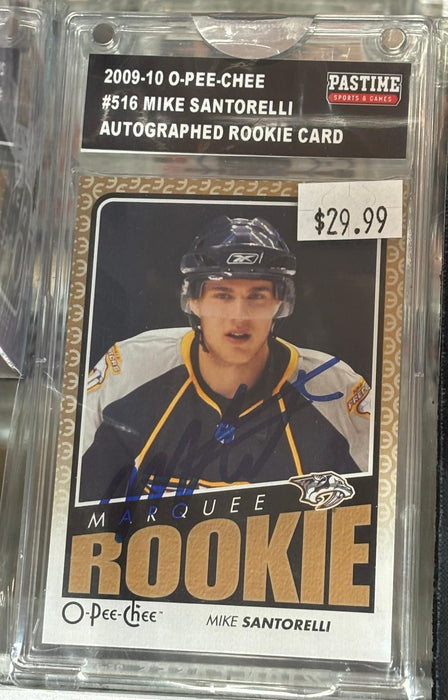 2009-10 O-PEE-CHEE
#516 MIKE SANTORELLI
AUTOGRAPHED ROOKIE CARD
PASTIME
SPORTS & GAMES
$29.99
MARQUEE
ROOKIE
O-Pee-Chee™
MIKE SANTORELLI